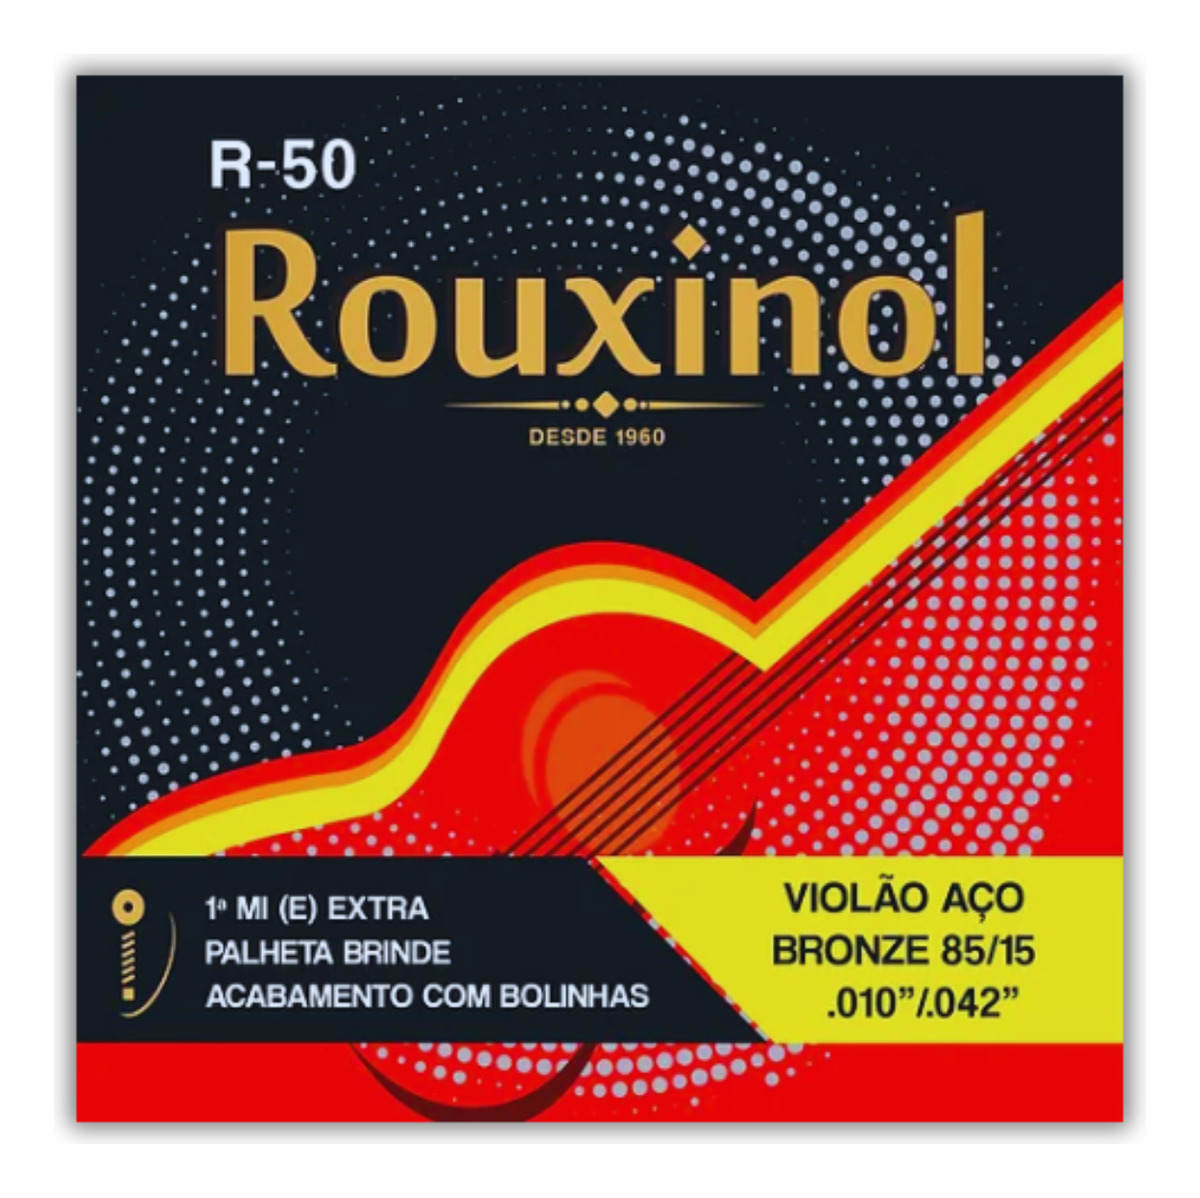 R-50
Rouxinol
DESDE 1960
1ª MI (E) EXTRA
PALHETA BRINDE
ACABAMENTO COM BOLINHAS
VIOLÃO AÇO
BRONZE 85/15
.010”/.042”